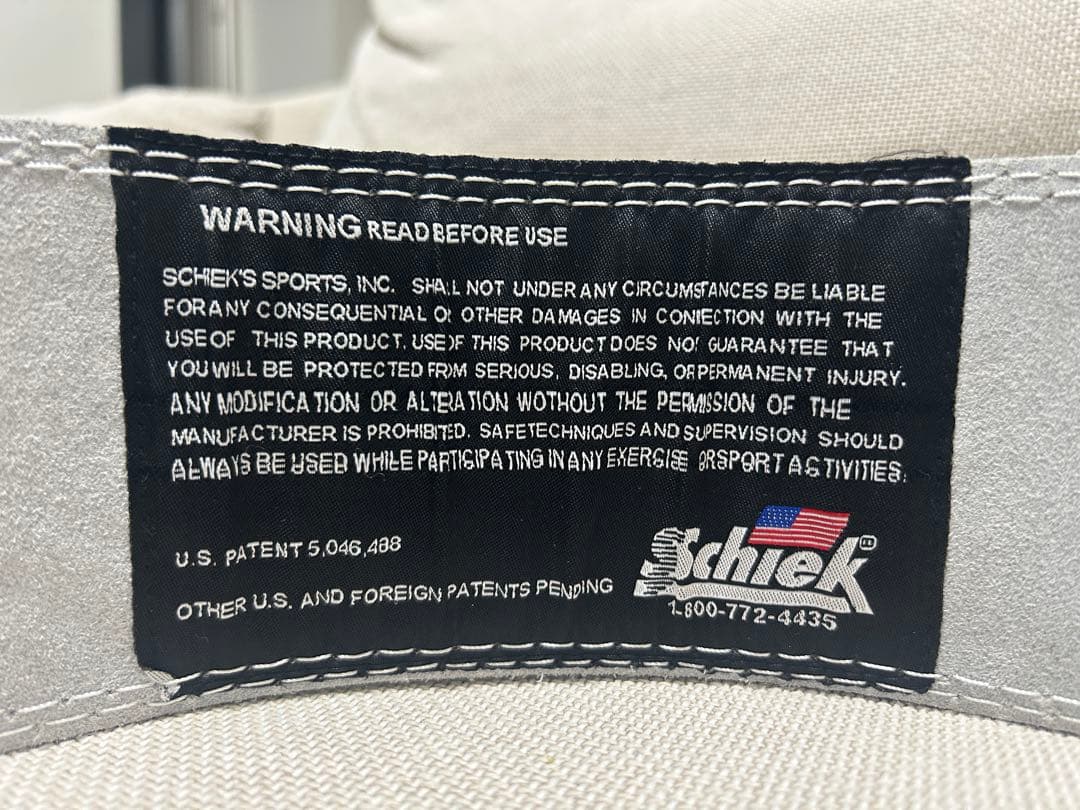 WARNING READ BEFORE USE
SCHIEK'S SPORTS, INC. SHALL NOT UNDER ANY CIRCUMSTANCES BE LIABLE
FOR ANY CONSEQUENTIAL OR OTHER DAMAGES IN CONNECTION WITH THE
USE OF THIS PRODUCT. USE OF THIS PRODUCT DOES NOT GUARANTEE THAT
YOU WILL BE PROTECTED FROM SERIOUS, DISABLING, OR PERMANENT INJURY.
ANY MODIFICATION OR ALTERATION WOTHOUT THE PERMISSION OF THE
MANUFACTURER IS PROHIBITED. SAFE TECHNIQUES AND SUPERVISION SHOULD
ALWAYS BE USED WHILE PARTICIPATING IN ANY EXERCISE OR SPORT ACTIVITIES.
U.S. PATENT 5,046,488
OTHER U.S. AND FOREIGN PATENTS PENDING
Schiek®
1-800-772-4435